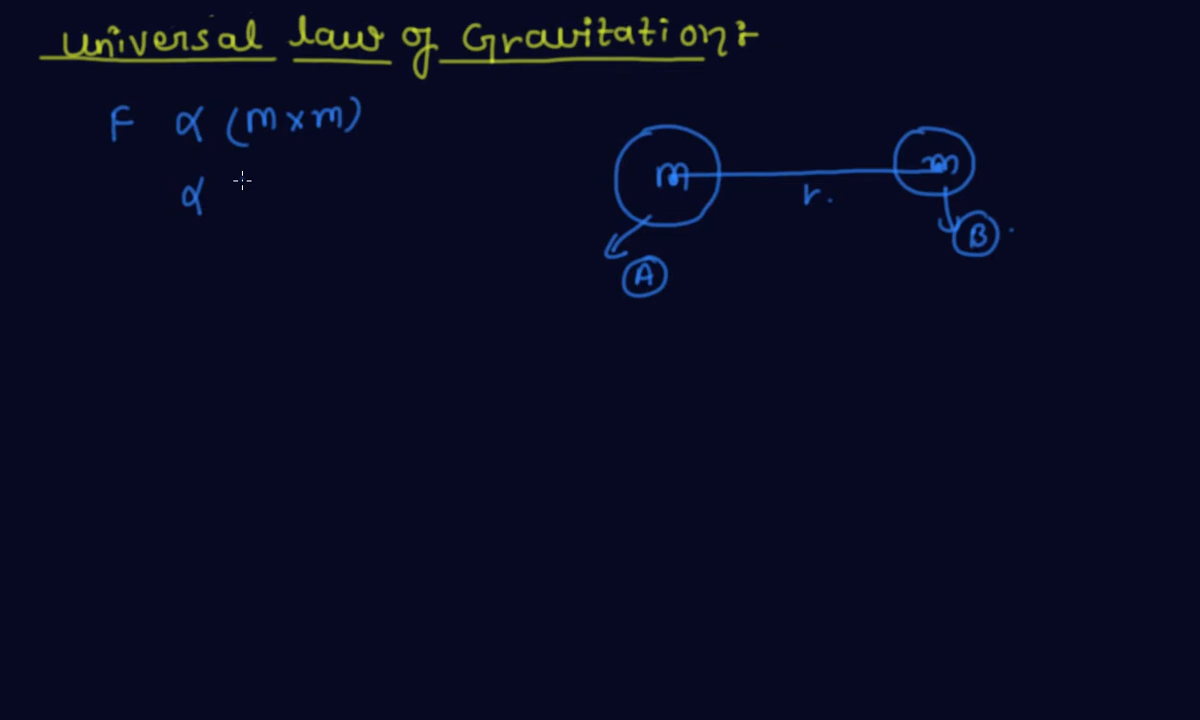 Universal law of Gravitation:
F ∝ (m×m)
∝
m
m
r.
A
B